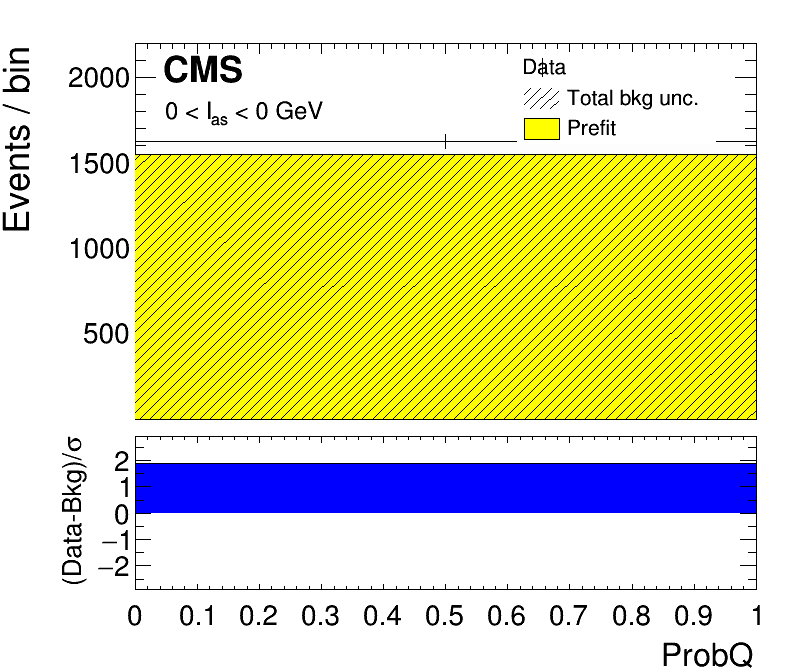 Events / bin
2000
1500
1000
500
CMS
0 < Ias < 0 GeV
Data
Total bkg unc.
Prefit
(Data-Bkg)/σ
2
1
0
−1
−2
0 0.1 0.2 0.3 0.4 0.5 0.6 0.7 0.8 0.9 1
ProbQ